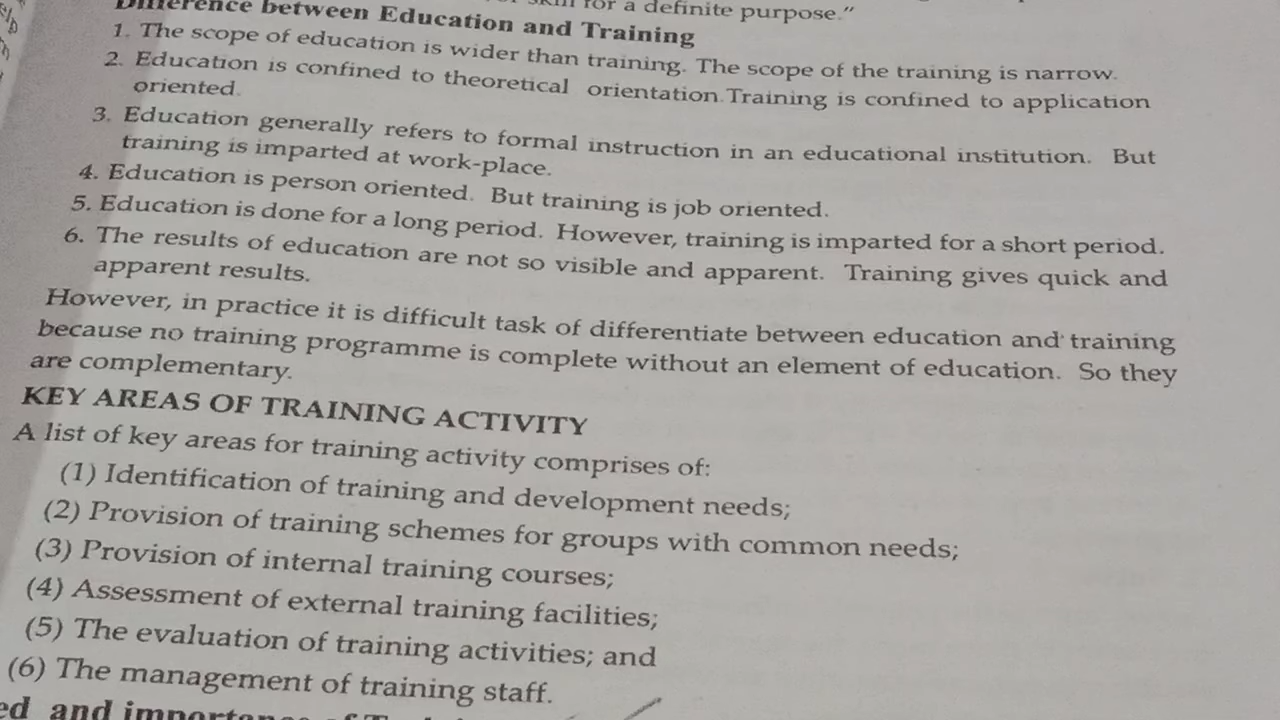 for a definite purpose."
Difference between Education and Training
1. The scope of education is wider than training. The scope of the training is narrow.
2. Education is confined to theoretical orientation. Training is confined to application
oriented.
3. Education generally refers to formal instruction in an educational institution. But
training is imparted at work-place.
4. Education is person oriented. But training is job oriented.
5. Education is done for a long period. However, training is imparted for a short period.
6. The results of education are not so visible and apparent. Training gives quick and
apparent results.
However, in practice it is difficult task of differentiate between education and training
because no training programme is complete without an element of education. So they
are complementary.
KEY AREAS OF TRAINING ACTIVITY
A list of key areas for training activity comprises of:
(1) Identification of training and development needs;
(2) Provision of training schemes for groups with common needs;
(3) Provision of internal training courses;
(4) Assessment of external training facilities;
(5) The evaluation of training activities; and
(6) The management of training staff.
and importance of